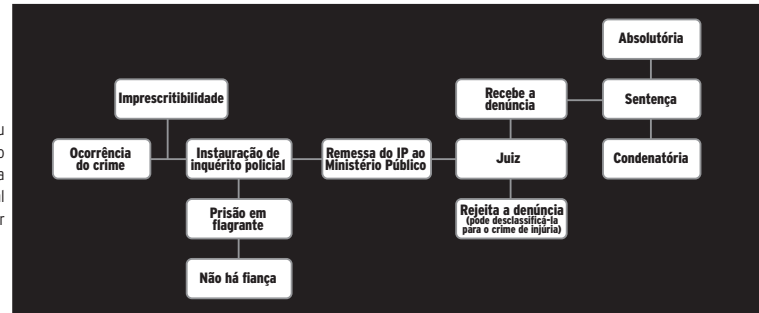 Absolutória
Imprescritibilidade
Recebe a
denúncia
Sentença
Ocorrência
do crime
Instauração de
inquérito policial
Remessa do IP ao
Ministério Público
Juiz
Condenatória
Prisão em
flagrante
Rejeita a denúncia
(pode desclassificá-la
para o crime de injúria)
Não há fiança